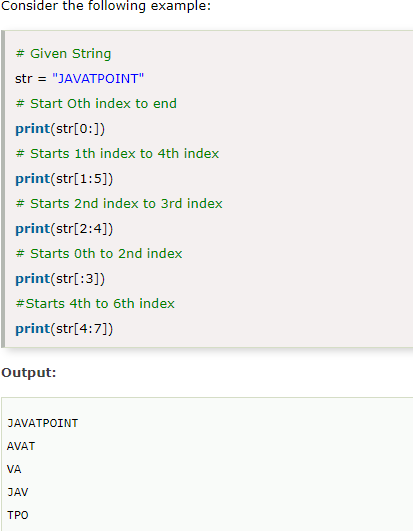 Consider the following example:
# Given String
str = "JAVATPOINT"
# Start Oth index to end
print(str[0:])
# Starts 1th index to 4th index
print(str[1:5])
# Starts 2nd index to 3rd index
print(str[2:4])
# Starts 0th to 2nd index
print(str[:3])
#Starts 4th to 6th index
print(str[4:7])
Output:
JAVATPOINT
AVAT
VA
JAV
TPO